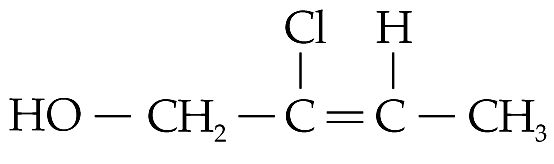 Cl H
HO — CH₂ — C = C — CH₃